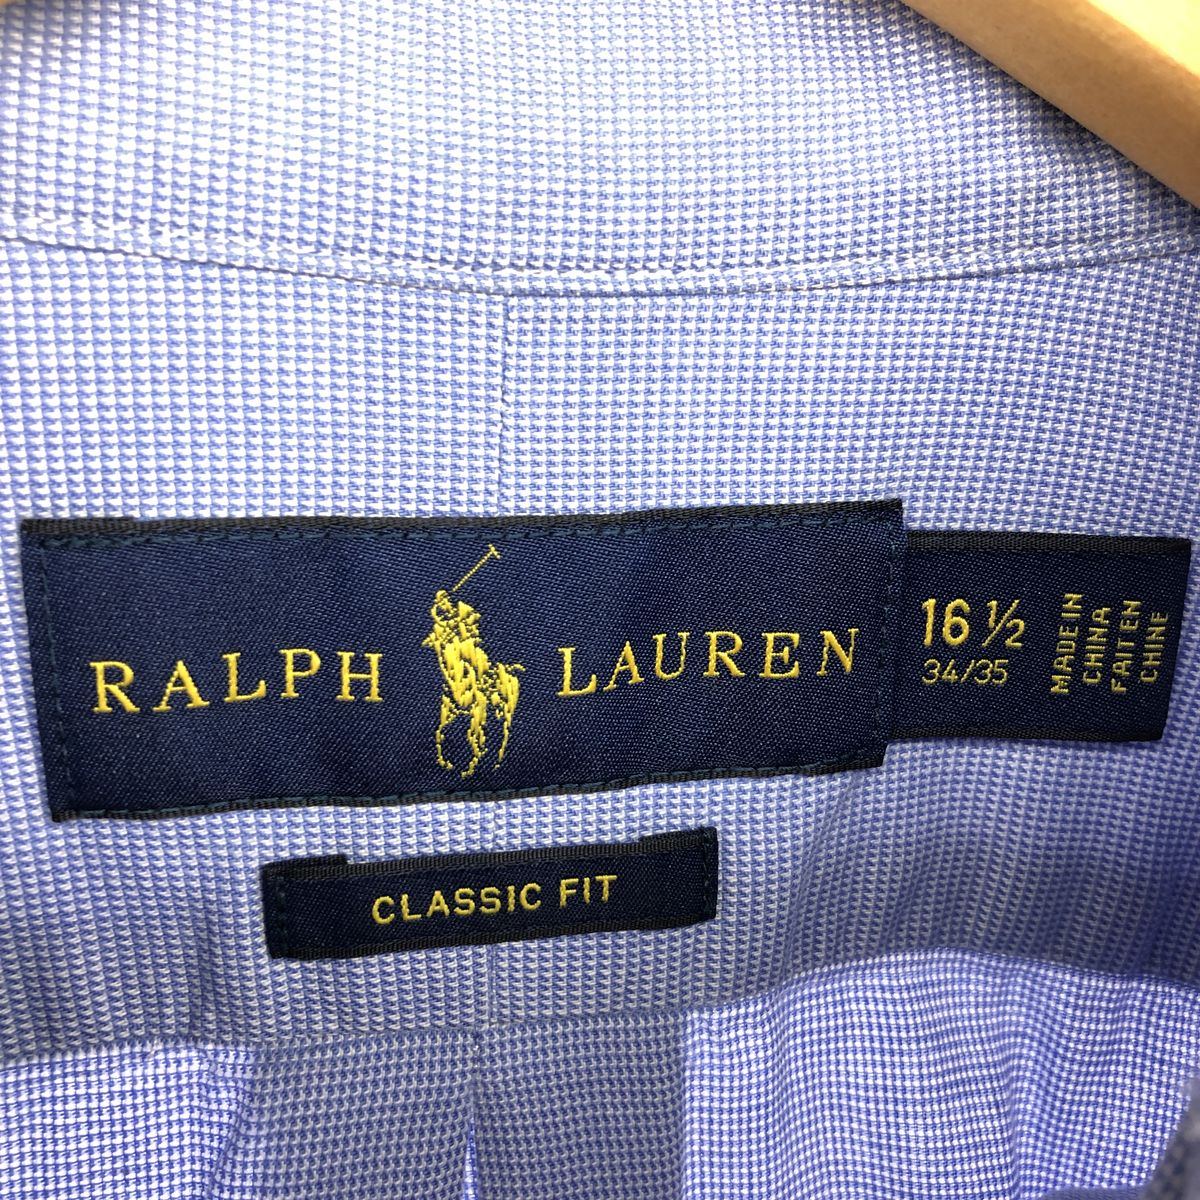 RALPH LAUREN
16 ½
34/35
MADE IN
CHINA
FAIT EN
CHINE
CLASSIC FIT